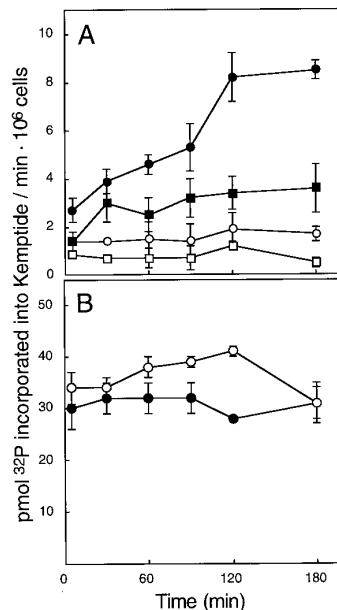 pmol ³²P incorporated into Kemptide / min · 10⁶ cells
A
10
8
6
4
2
0
B
50
40
30
20
10
0 60 120 180
Time (min)